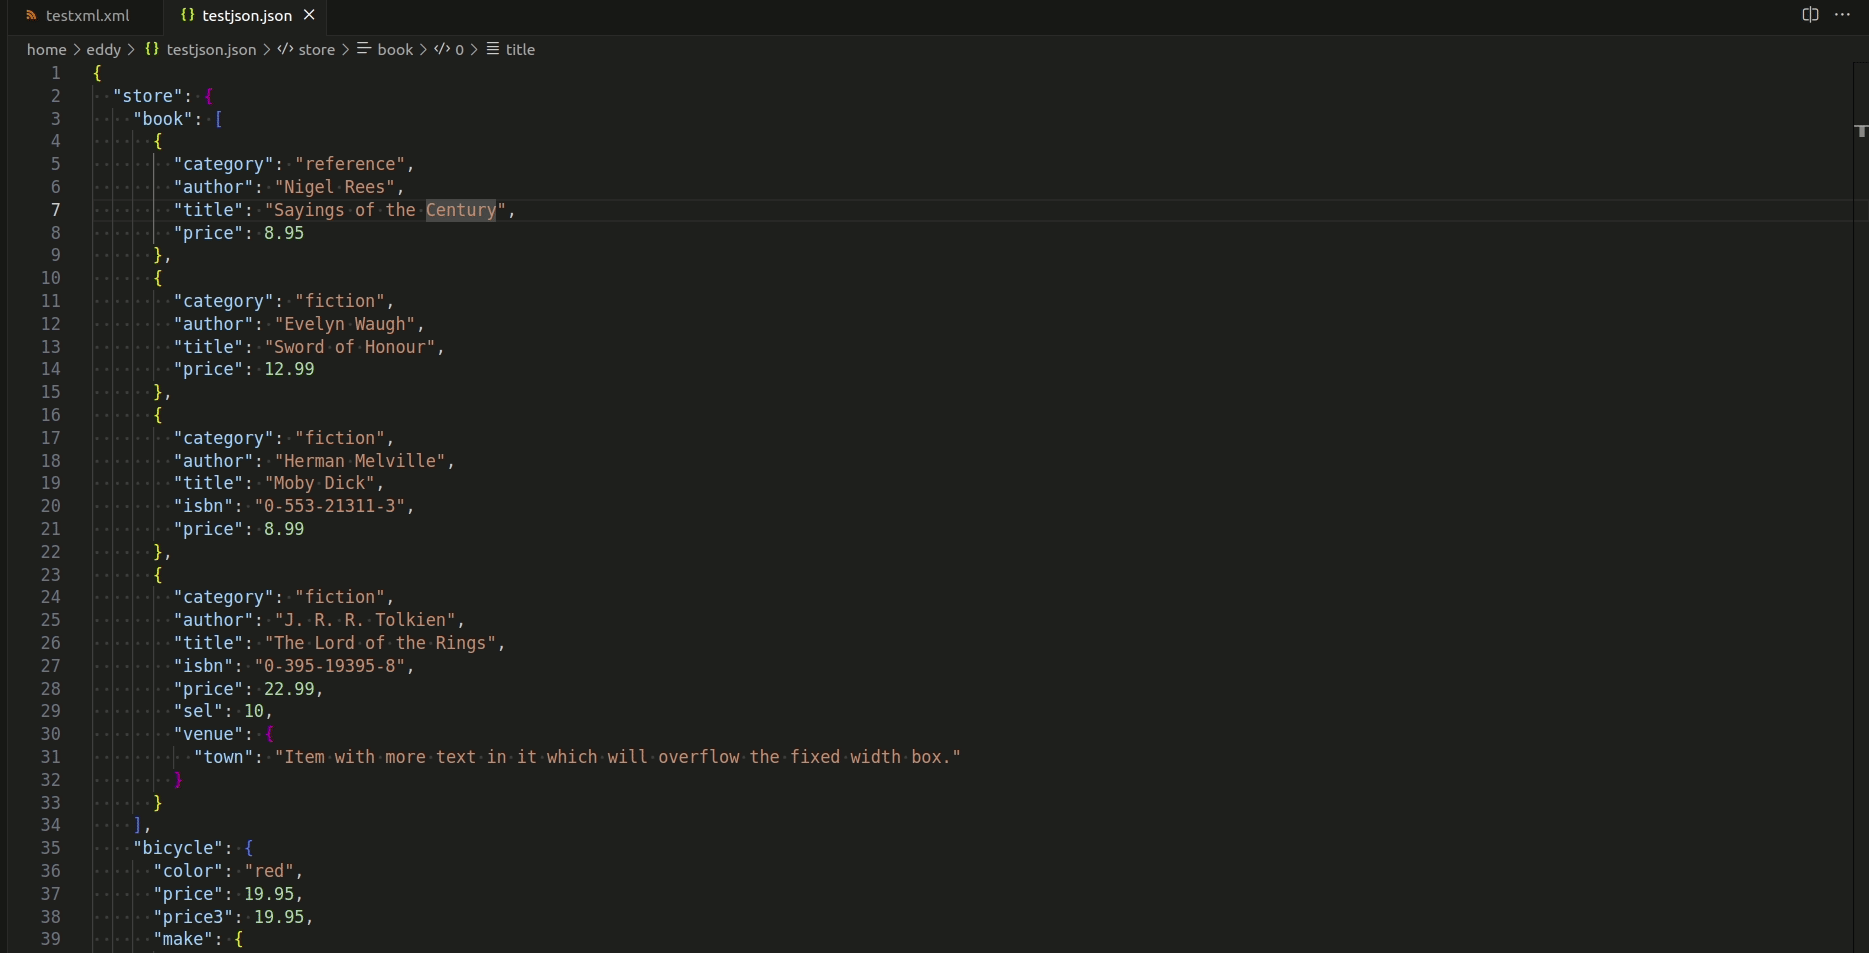 testxml.xml {} testjson.json ×
home > eddy > {} testjson.json > </> store > book > </> 0 > title
1 {
2   "store": {
3     "book": [
4       {
5         "category": "reference",
6         "author": "Nigel Rees",
7         "title": "Sayings of the Century",
8         "price": 8.95
9       },
10       {
11         "category": "fiction",
12         "author": "Evelyn Waugh",
13         "title": "Sword of Honour",
14         "price": 12.99
15       },
16       {
17         "category": "fiction",
18         "author": "Herman Melville",
19         "title": "Moby Dick",
20         "isbn": "0-553-21311-3",
21         "price": 8.99
22       },
23       {
24         "category": "fiction",
25         "author": "J. R. R. Tolkien",
26         "title": "The Lord of the Rings",
27         "isbn": "0-395-19395-8",
28         "price": 22.99,
29         "sel": 10,
30         "venue": {
31           "town": "Item with more text in it which will overflow the fixed width box."
32         }
33       }
34     ],
35     "bicycle": {
36       "color": "red",
37       "price": 19.95,
38       "price3": 19.95,
39       "make": {